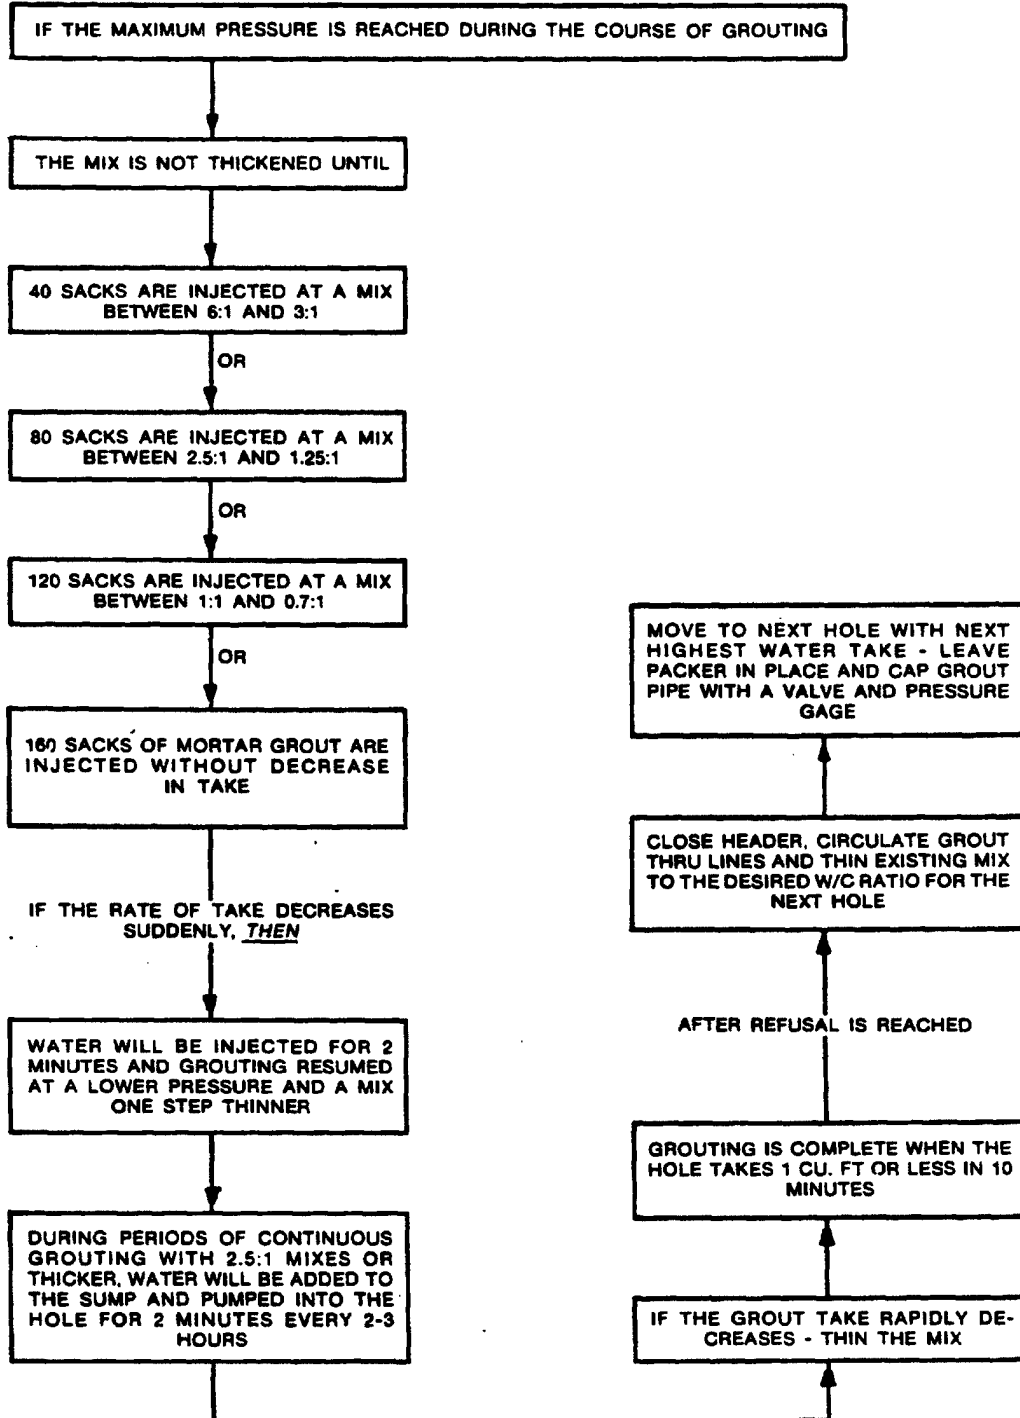 IF THE MAXIMUM PRESSURE IS REACHED DURING THE COURSE OF GROUTING
THE MIX IS NOT THICKENED UNTIL
40 SACKS ARE INJECTED AT A MIX
BETWEEN 6:1 AND 3:1
OR
80 SACKS ARE INJECTED AT A MIX
BETWEEN 2.5:1 AND 1.25:1
OR
120 SACKS ARE INJECTED AT A MIX
BETWEEN 1:1 AND 0.7:1
OR
160 SACKS OF MORTAR GROUT ARE
INJECTED WITHOUT DECREASE
IN TAKE
IF THE RATE OF TAKE DECREASES
SUDDENLY, THEN
WATER WILL BE INJECTED FOR 2
MINUTES AND GROUTING RESUMED
AT A LOWER PRESSURE AND A MIX
ONE STEP THINNER
DURING PERIODS OF CONTINUOUS
GROUTING WITH 2.5:1 MIXES OR
THICKER, WATER WILL BE ADDED TO
THE SUMP AND PUMPED INTO THE
HOLE FOR 2 MINUTES EVERY 2-3
HOURS
MOVE TO NEXT HOLE WITH NEXT
HIGHEST WATER TAKE - LEAVE
PACKER IN PLACE AND CAP GROUT
PIPE WITH A VALVE AND PRESSURE
GAGE
CLOSE HEADER, CIRCULATE GROUT
THRU LINES AND THIN EXISTING MIX
TO THE DESIRED W/C RATIO FOR THE
NEXT HOLE
AFTER REFUSAL IS REACHED
GROUTING IS COMPLETE WHEN THE
HOLE TAKES 1 CU. FT OR LESS IN 10
MINUTES
IF THE GROUT TAKE RAPIDLY DE-
CREASES - THIN THE MIX